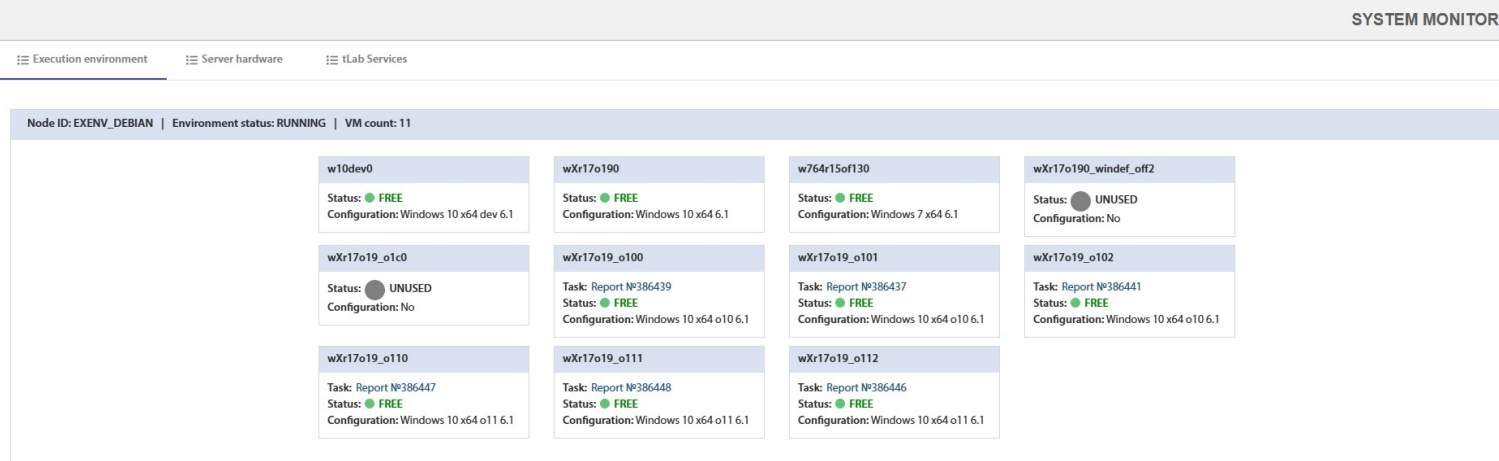 SYSTEM MONITOR
Execution environment Server hardware tLab Services
Node ID: EXENV_DEBIAN | Environment status: RUNNING | VM count: 11
w10dev0
Status: FREE
Configuration: Windows 10 x64 dev 6.1
wXr17o190
Status: FREE
Configuration: Windows 10 x64 6.1
w764r15of130
Status: FREE
Configuration: Windows 7 x64 6.1
wXr17o190_windef_off2
Status: UNUSED
Configuration: No
wXr17o19_o1c0
Status: UNUSED
Configuration: No
wXr17o19_o100
Task: Report №386439
Status: FREE
Configuration: Windows 10 x64 o10 6.1
wXr17o19_o101
Task: Report №386437
Status: FREE
Configuration: Windows 10 x64 o10 6.1
wXr17o19_o102
Task: Report №386441
Status: FREE
Configuration: Windows 10 x64 o10 6.1
wXr17o19_o110
Task: Report №386447
Status: FREE
Configuration: Windows 10 x64 o11 6.1
wXr17o19_o111
Task: Report №386448
Status: FREE
Configuration: Windows 10 x64 o11 6.1
wXr17o19_o112
Task: Report №386446
Status: FREE
Configuration: Windows 10 x64 o11 6.1